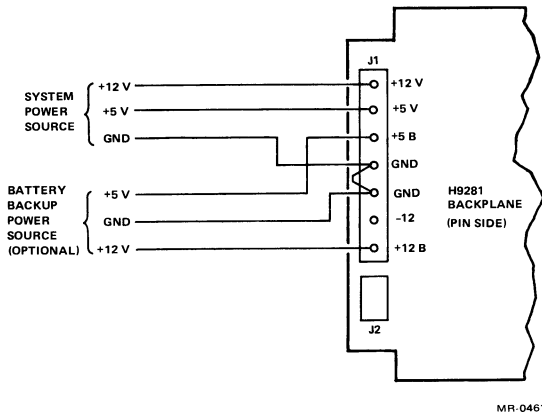 SYSTEM
POWER
SOURCE
+12 V
+5 V
GND
BATTERY
BACKUP
POWER
SOURCE
(OPTIONAL)
+5 V
GND
+12 V
J1
+12 V
+5 V
+5 B
GND
GND
-12
+12 B
J2
H9281
BACKPLANE
(PIN SIDE)